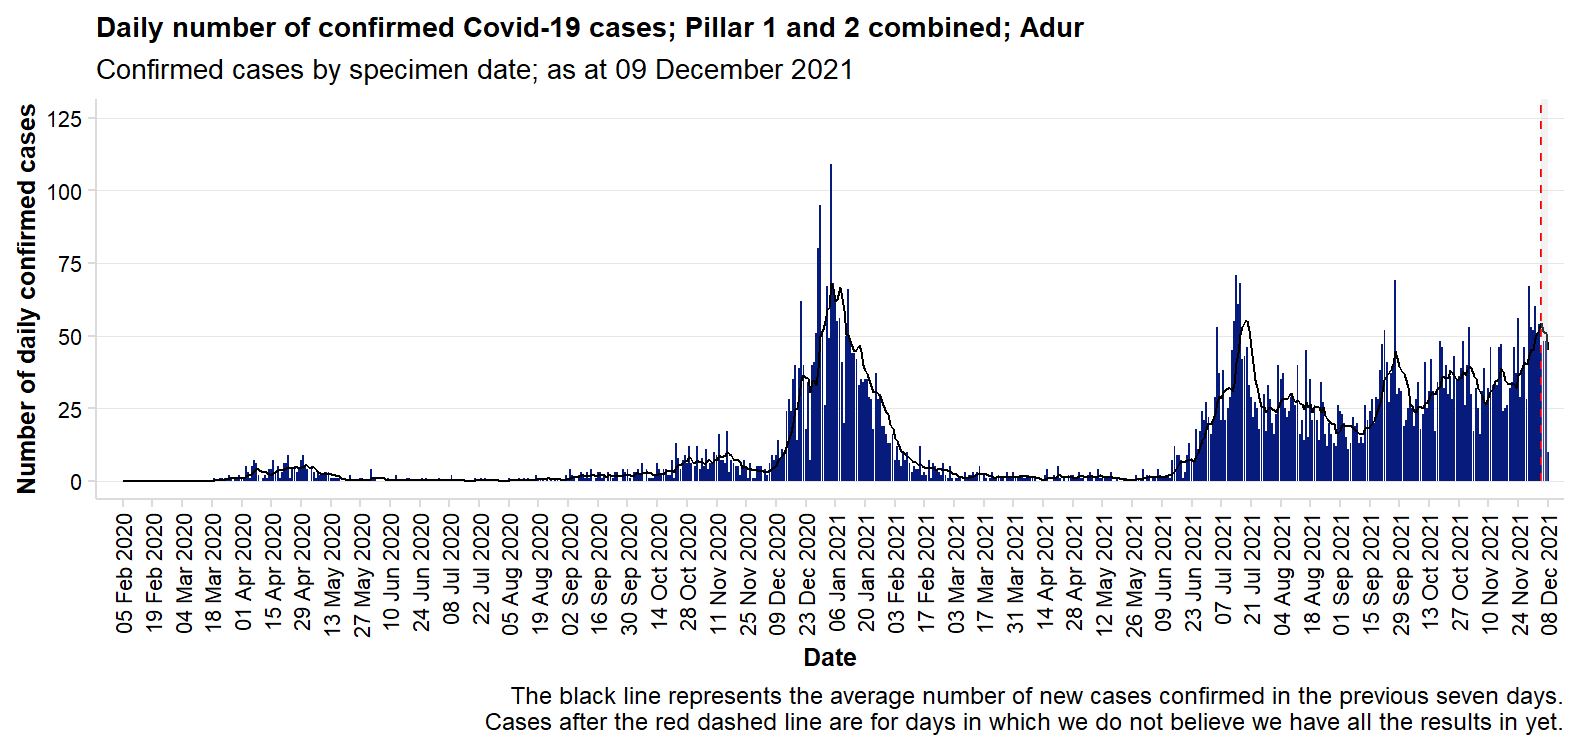 Daily number of confirmed Covid-19 cases; Pillar 1 and 2 combined; Adur
Confirmed cases by specimen date; as at 09 December 2021
Number of daily confirmed cases
125
100
75
50
25
0
05 Feb 2020
19 Feb 2020
04 Mar 2020
18 Mar 2020
01 Apr 2020
15 Apr 2020
29 Apr 2020
13 May 2020
27 May 2020
10 Jun 2020
24 Jun 2020
08 Jul 2020
22 Jul 2020
05 Aug 2020
19 Aug 2020
02 Sep 2020
16 Sep 2020
30 Sep 2020
14 Oct 2020
28 Oct 2020
11 Nov 2020
25 Nov 2020
09 Dec 2020
23 Dec 2020
06 Jan 2021
20 Jan 2021
03 Feb 2021
17 Feb 2021
03 Mar 2021
17 Mar 2021
31 Mar 2021
14 Apr 2021
28 Apr 2021
12 May 2021
26 May 2021
09 Jun 2021
23 Jun 2021
07 Jul 2021
21 Jul 2021
04 Aug 2021
18 Aug 2021
01 Sep 2021
15 Sep 2021
29 Sep 2021
13 Oct 2021
27 Oct 2021
10 Nov 2021
24 Nov 2021
08 Dec 2021
Date
The black line represents the average number of new cases confirmed in the previous seven days.
Cases after the red dashed line are for days in which we do not believe we have all the results in yet.